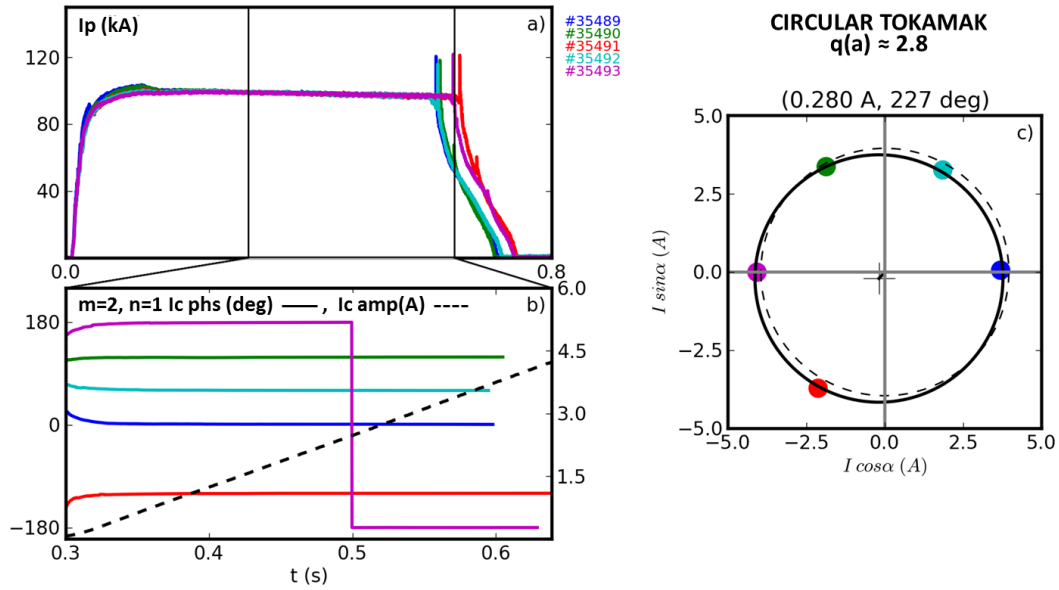 Ip (kA)
a)
120
80
40
0.0
0.8
#35489
#35490
#35491
#35492
#35493
m=2, n=1 Ic phs (deg) —— , Ic amp(A) ----
b)
180
0
−180
6.0
4.5
3.0
1.5
0.3
0.4
0.5
0.6
t (s)
CIRCULAR TOKAMAK
q(a) ≈ 2.8
(0.280 A, 227 deg)
c)
5.0
2.5
0.0
−2.5
−5.0
I sinα (A)
−5.0
−2.5
0.0
2.5
5.0
I cosα (A)